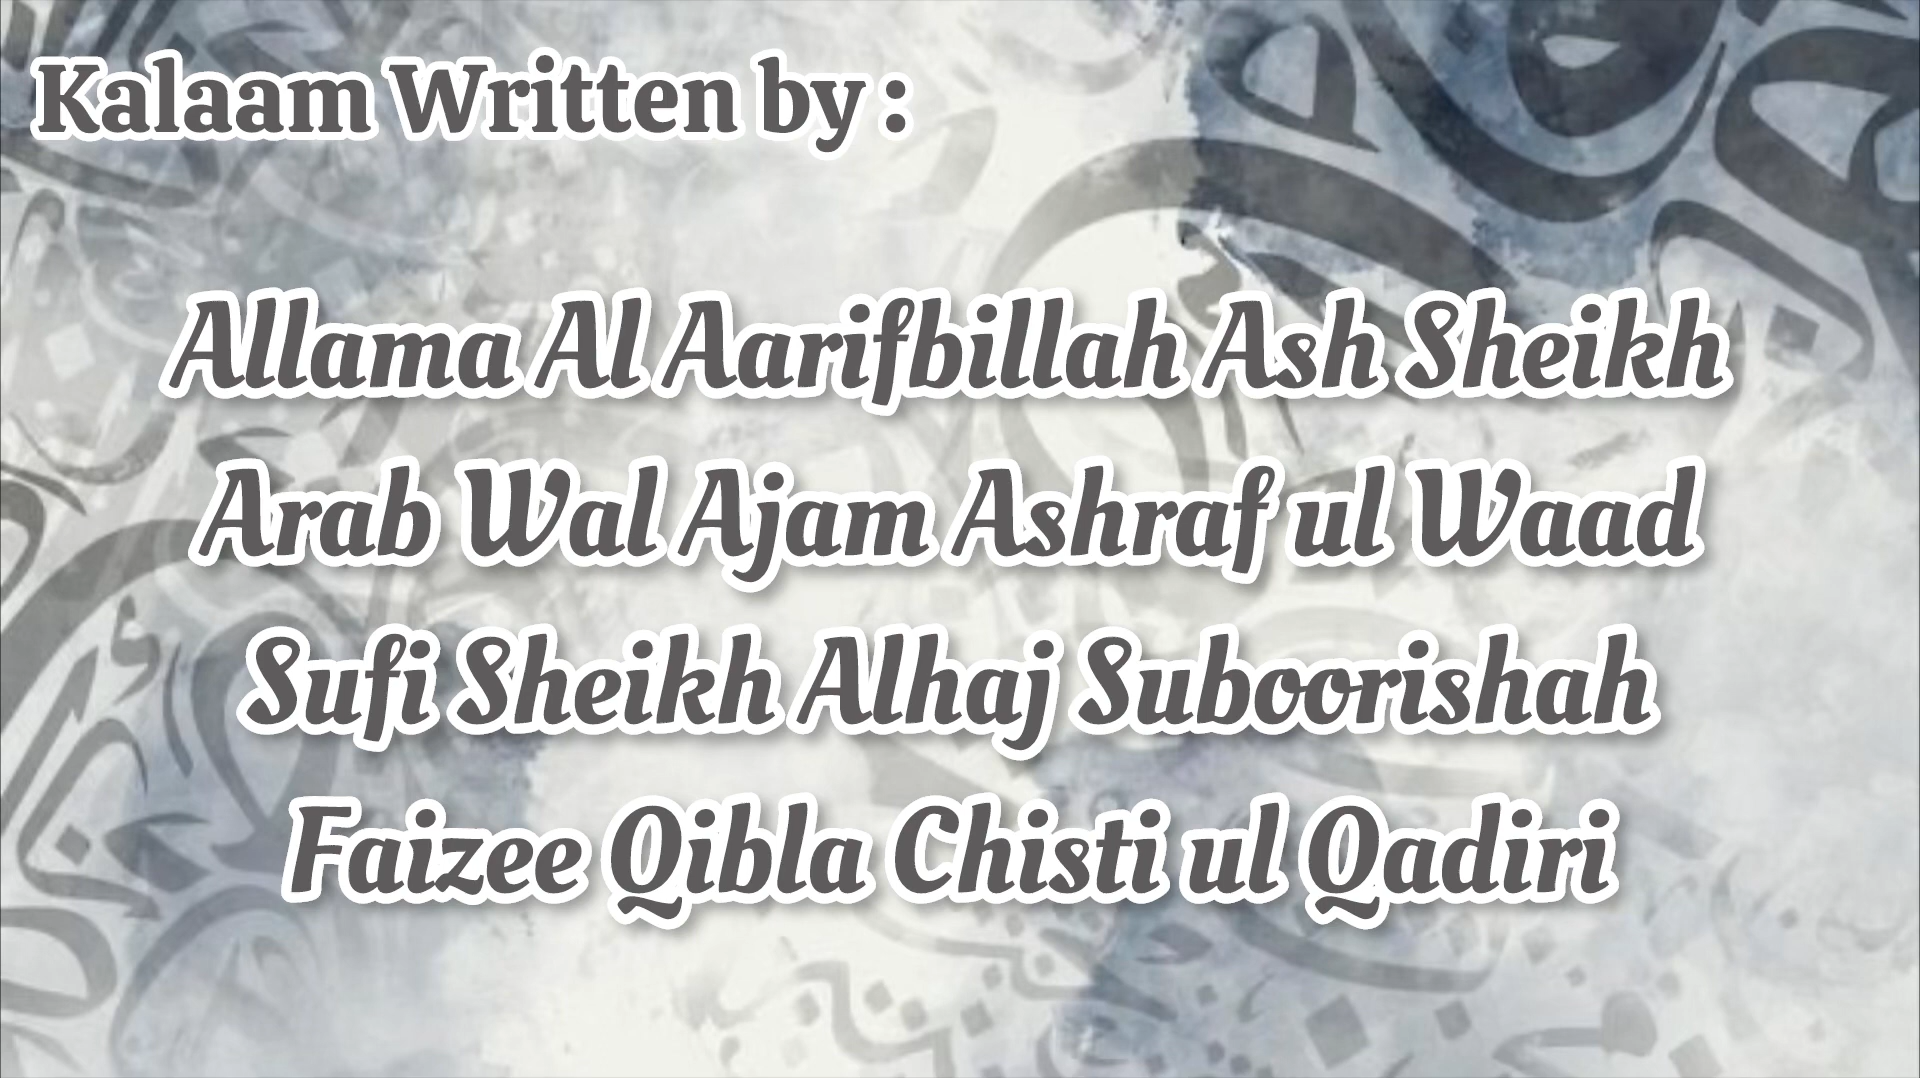 Kalaam Written by :
Allama Al Aarifbillah Ash Sheikh
Arab Wal Ajam Ashraf ul Waad
Sufi Sheikh Alhaj Suboorishah
Faizee Qibla Chisti ul Qadiri